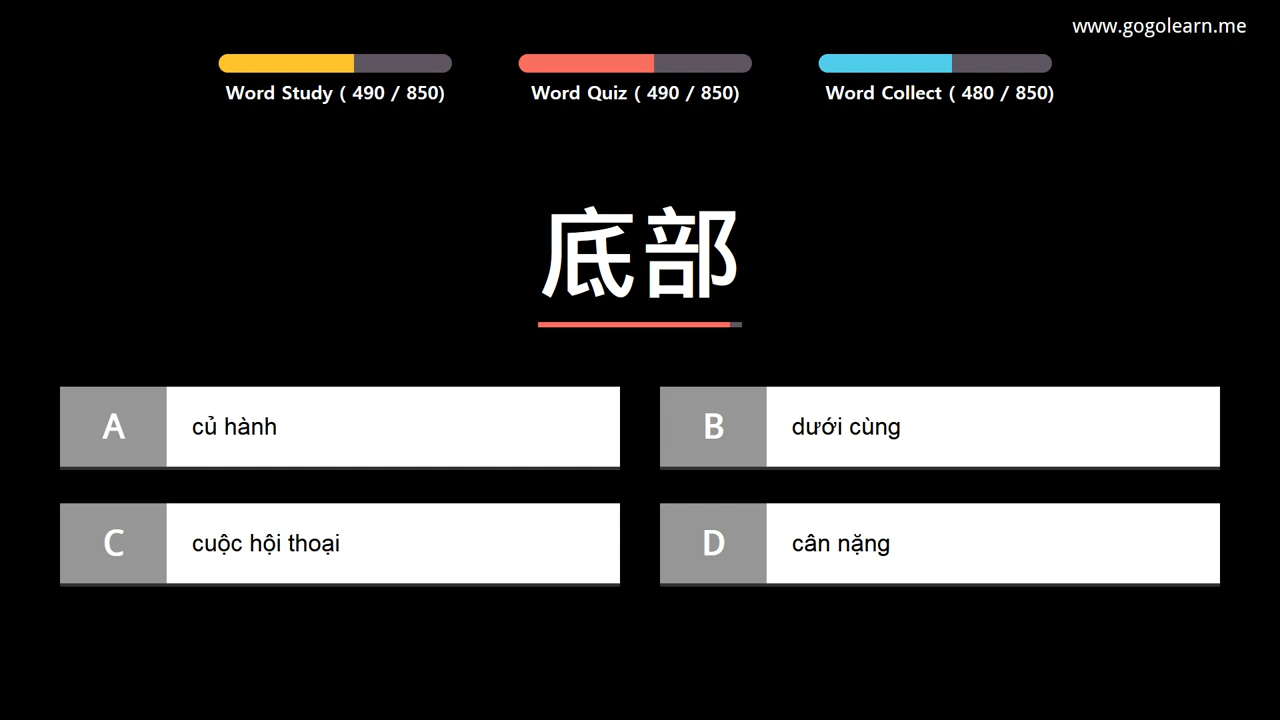 www.gogolearn.me
Word Study ( 490 / 850)
Word Quiz ( 490 / 850)
Word Collect ( 480 / 850)
底部
A củ hành
B dưới cùng
C cuộc hội thoại
D cân nặng